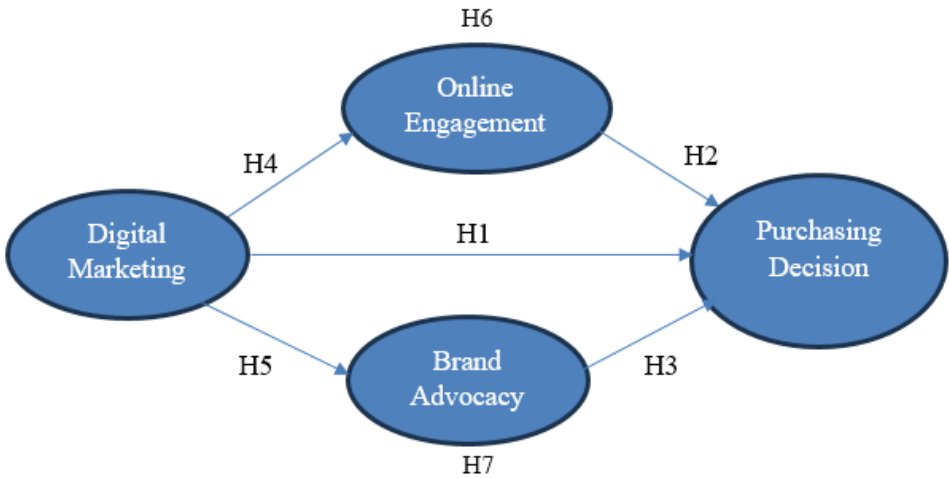 H6
Online
Engagement
H4
H2
Digital
Marketing
H1
Purchasing
Decision
H5
Brand
Advocacy
H3
H7